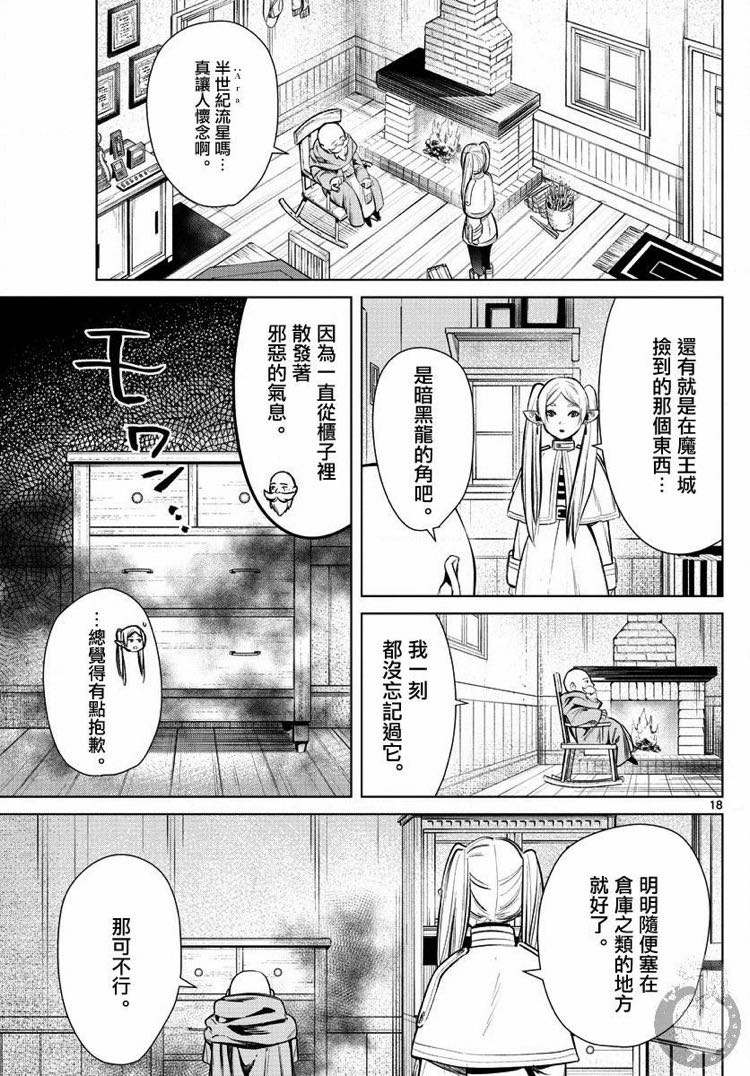 半世紀流星嗎…
Ara
真讓人懷念啊。
還有就是在魔王城
撿到的那個東西…
是暗黑龍的角吧。
因為一直從櫃子裡
散發著
邪惡的氣息。
モワン
…總覺得有點抱歉。
我一刻
都沒忘記過它。
18
明明隨便塞在
倉庫之類的地方
就好了。
那可不行。